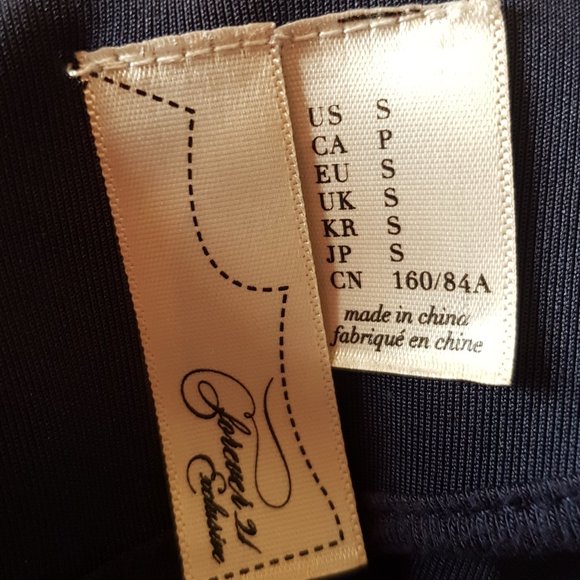 US S
CA P
EU S
UK S
KR S
JP S
CN 160/84A
made in china
fabriqué en chine
forever 21
Exclusive